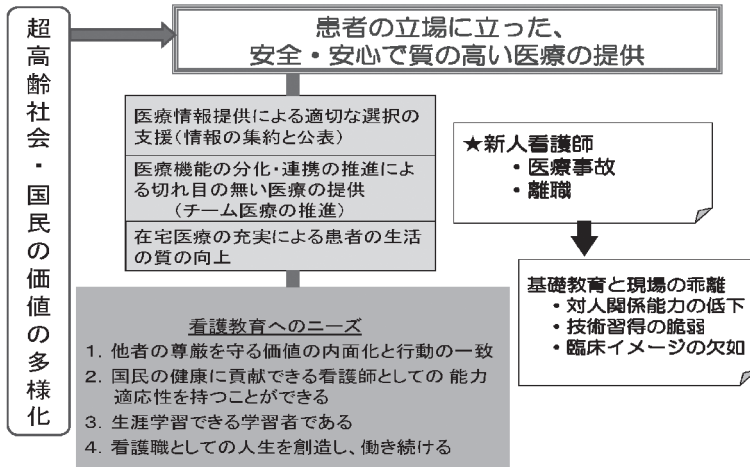 超高齢社会・国民の価値の多様化
患者の立場に立った、
安全・安心で質の高い医療の提供
医療情報提供による適切な選択の
支援（情報の集約と公表）
医療機能の分化・連携の推進によ
る切れ目の無い医療の提供
（チーム医療の推進）
在宅医療の充実による患者の生活
の質の向上
★新人看護師
・医療事故
・離職
基礎教育と現場の乖離
・対人関係能力の低下
・技術習得の脆弱
・臨床イメージの欠如
看護教育へのニーズ
1. 他者の尊厳を守る価値の内面化と行動の一致
2. 国民の健康に貢献できる看護師としての 能力
適応性を持つことができる
3. 生涯学習できる学習者である
4. 看護職としての人生を創造し、働き続ける